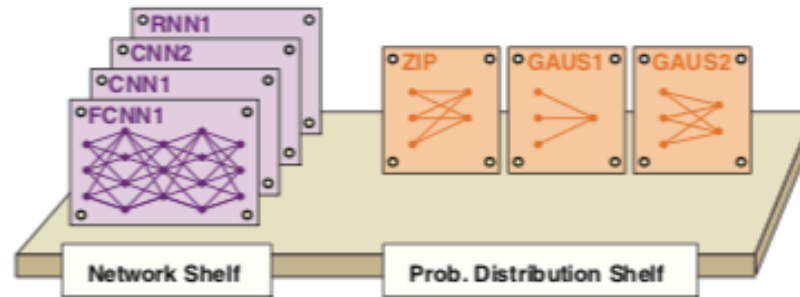 RNN1
CNN2
CNN1
FCNN1
ZIP
GAUS1
GAUS2
Network Shelf
Prob. Distribution Shelf